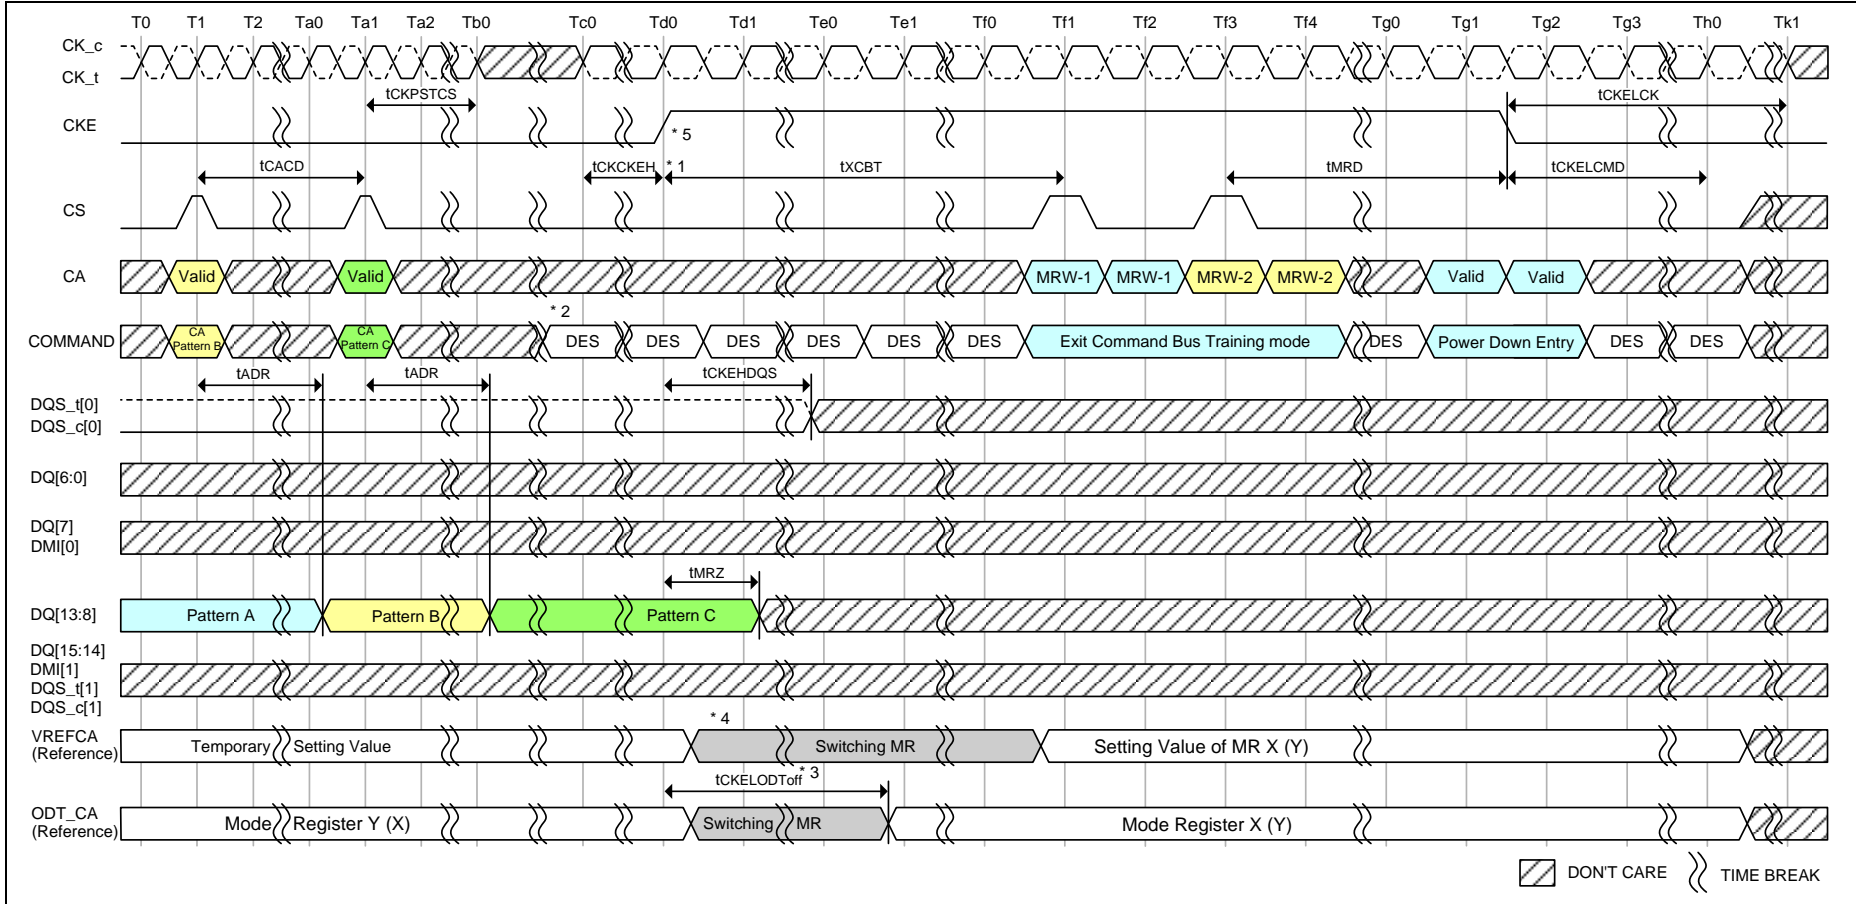 T0 T1 T2 Ta0 Ta1 Ta2 Tb0 Tc0 Td0 Td1 Te0 Te1 Tf0 Tf1 Tf2 Tf3 Tf4 Tg0 Tg1 Tg2 Tg3 Th0 Tk1
CK_c
CK_t
tCKPSTCS tCKELCK
CKE
* 5
tCACD tCKCKEH * 1 tXCBT tMRD tCKELCMD
CS
CA Valid Valid MRW-1 MRW-1 MRW-2 MRW-2 Valid Valid
* 2
COMMAND CA Pattern B CA Pattern C DES DES DES DES DES DES Exit Command Bus Training mode DES Power Down Entry DES DES
tADR tADR tCKEHDQS
DQS_t[0]
DQS_c[0]
DQ[6:0]
DQ[7]
DMI[0]
tMRZ
DQ[13:8] Pattern A Pattern B Pattern C
DQ[15:14]
DMI[1]
DQS_t[1]
DQS_c[1]
* 4
VREFCA
(Reference) Temporary Setting Value Switching MR Setting Value of MR X (Y)
tCKELODToff * 3
ODT_CA
(Reference) Mode Register Y (X) Switching MR Mode Register X (Y)
DON'T CARE TIME BREAK